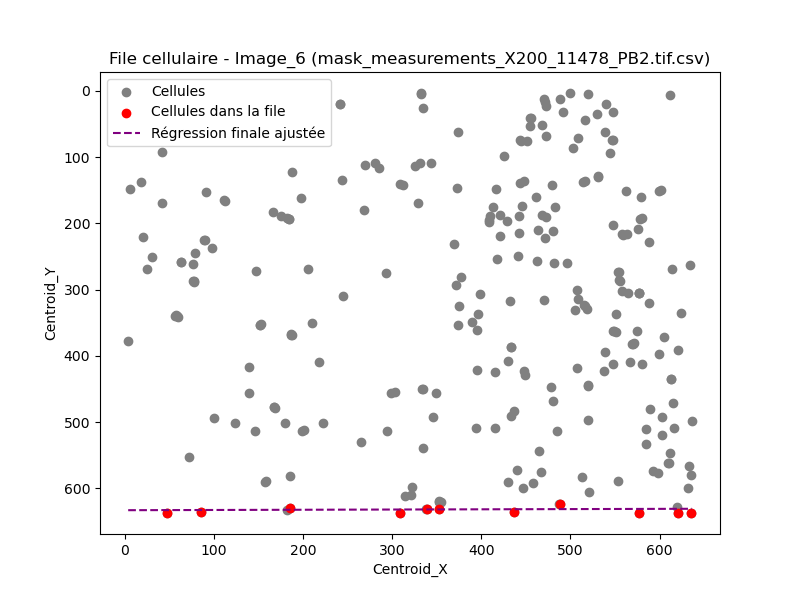 File cellulaire - Image_6 (mask_measurements_X200_11478_PB2.tif.csv)
Cellules
Cellules dans la file
Régression finale ajustée
0
100
200
300
400
500
600
Centroid_Y
0 100 200 300 400 500 600
Centroid_X